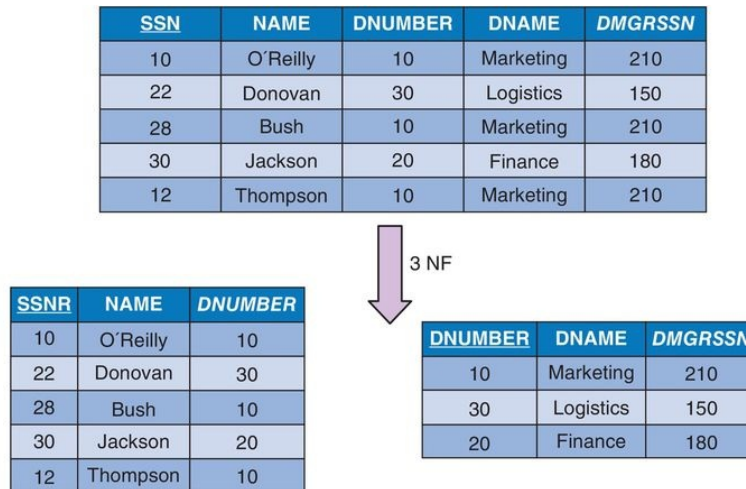 SSN NAME DNUMBER DNAME DMGRSSN
10 O´Reilly 10 Marketing 210
22 Donovan 30 Logistics 150
28 Bush 10 Marketing 210
30 Jackson 20 Finance 180
12 Thompson 10 Marketing 210
3 NF
SSNR NAME DNUMBER
10 O´Reilly 10
22 Donovan 30
28 Bush 10
30 Jackson 20
12 Thompson 10
DNUMBER DNAME DMGRSSN
10 Marketing 210
30 Logistics 150
20 Finance 180